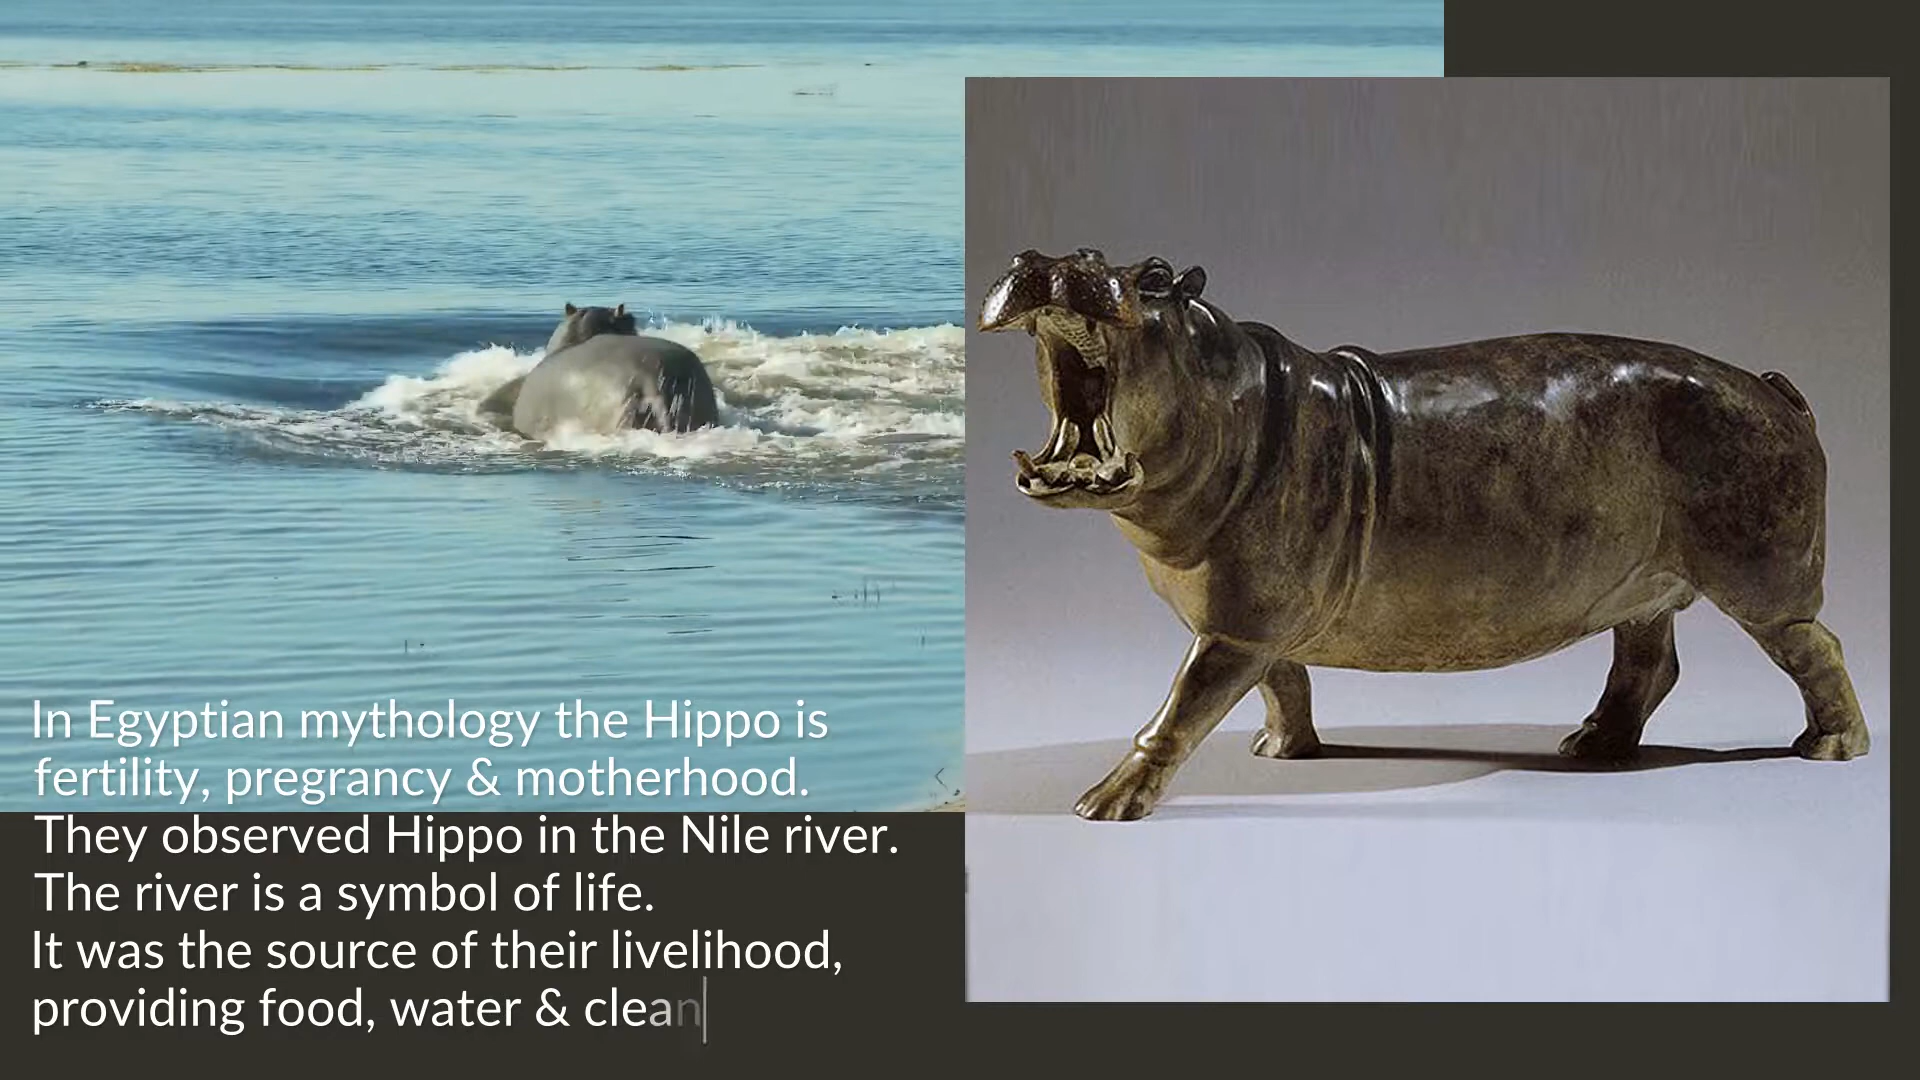 In Egyptian mythology the Hippo is
fertility, pregrancy & motherhood.
They observed Hippo in the Nile river.
The river is a symbol of life.
It was the source of their livelihood,
providing food, water & clean